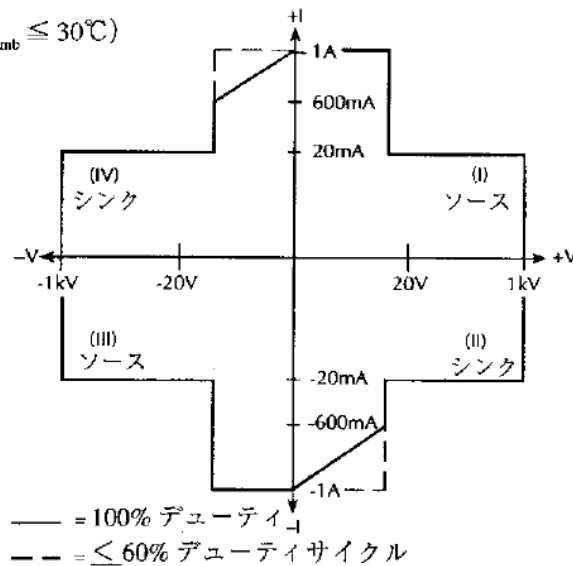 mb ≦ 30℃)
+I
1A
600mA
20mA
(IV)
シンク
(I)
ソース
−V
-1kV
-20V
20V
1kV
+V
(III)
ソース
(II)
シンク
-20mA
-600mA
-1A
-I
= 100% デューティ
= ≤ 60% デューティサイクル